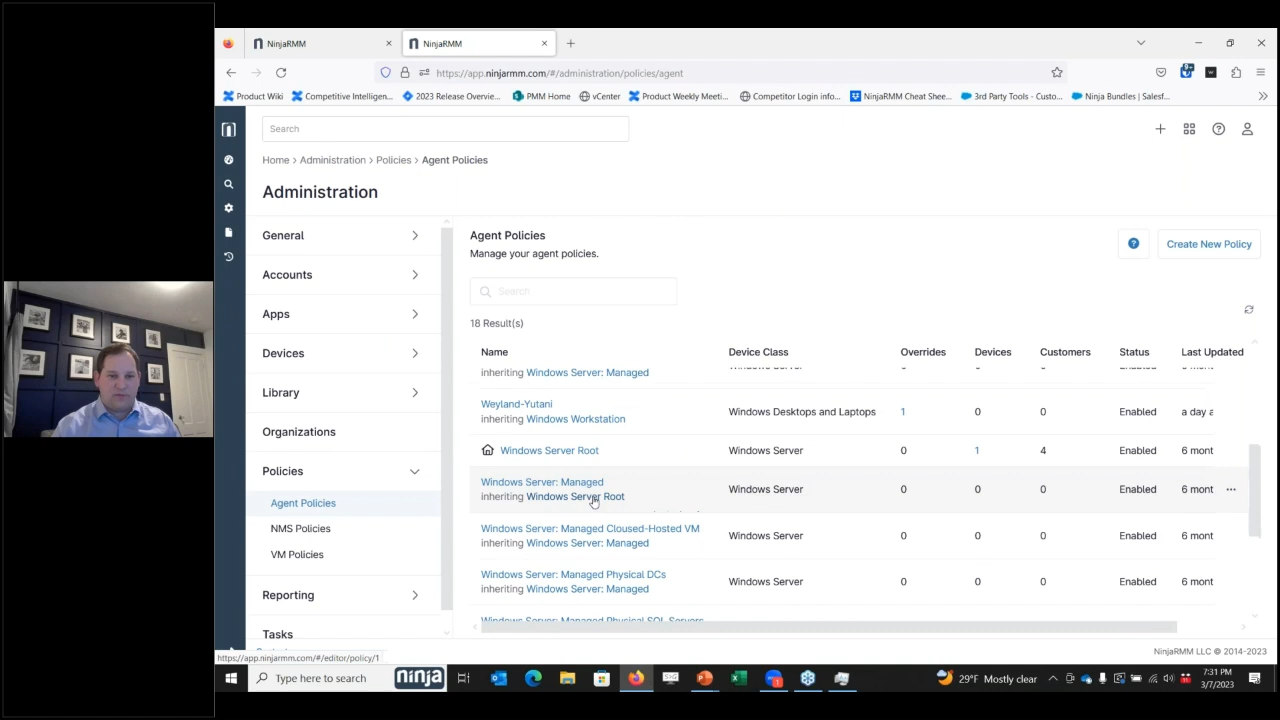 NinjaRMM
NinjaRMM
https://app.ninjarmm.com/#/administration/policies/agent
Product Wiki
Competitive Intelligen...
2023 Release Overvie...
PMM Home
vCenter
Product Weekly Meeti...
Competitor Login info...
NinjaRMM Cheat Shee...
3rd Party Tools - Custo...
Ninja Bundles | Salesf...
Search
Home > Administration > Policies > Agent Policies
Administration
General
Accounts
Apps
Devices
Library
Organizations
Policies
Agent Policies
NMS Policies
VM Policies
Reporting
Tasks
Agent Policies
Manage your agent policies.
Create New Policy
Search
18 Result(s)
Name Device Class Overrides Devices Customers Status Last Updated
inheriting Windows Server: Managed
Weyland-Yutani
inheriting Windows Workstation
Windows Desktops and Laptops 1 0 0 Enabled a day a
Windows Server Root Windows Server 0 1 4 Enabled 6 mont
Windows Server: Managed
inheriting Windows Server Root
Windows Server 0 0 0 Enabled 6 mont
Windows Server: Managed Cloused-Hosted VM
inheriting Windows Server: Managed
Windows Server 0 0 0 Enabled 6 mont
Windows Server: Managed Physical DCs
inheriting Windows Server: Managed
Windows Server 0 0 0 Enabled 6 mont
Windows Server: Managed Physical SQL Servers
NinjaRMM LLC © 2014-2023
https://app.ninjarmm.com/#/editor/policy/1
Type here to search
ninja
29°F Mostly clear
7:31 PM
3/7/2023